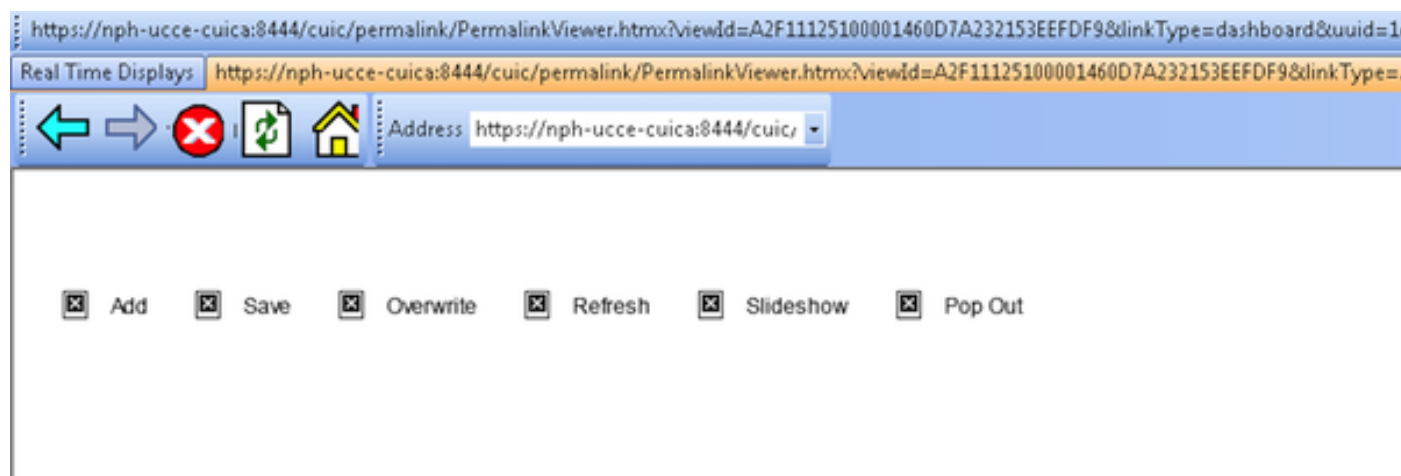 https://nph-ucce-cuica:8444/cuic/permalink/PermalinkViewer.htmx?viewId=A2F11125100001460D7A232153EEFDF9&linkType=dashboard&uuid=1
Real Time Displays https://nph-ucce-cuica:8444/cuic/permalink/PermalinkViewer.htmx?viewId=A2F11125100001460D7A232153EEFDF9&linkType=
Address https://nph-ucce-cuica:8444/cuic/
Add Save Overwrite Refresh Slideshow Pop Out